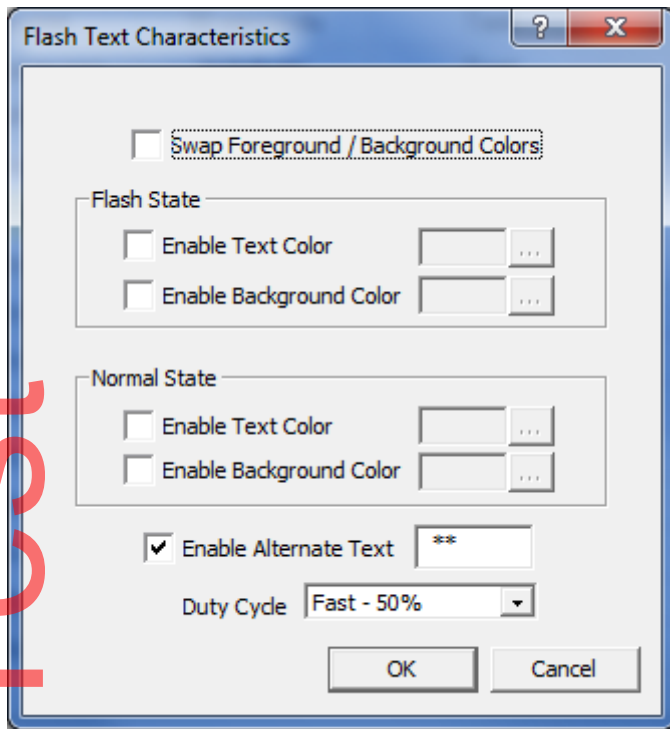 Flash Text Characteristics
?
X
Swap Foreground / Background Colors
Flash State
Enable Text Color ...
Enable Background Color ...
Normal State
Enable Text Color ...
Enable Background Color ...
Enable Alternate Text **
Duty Cycle Fast - 50%
OK Cancel